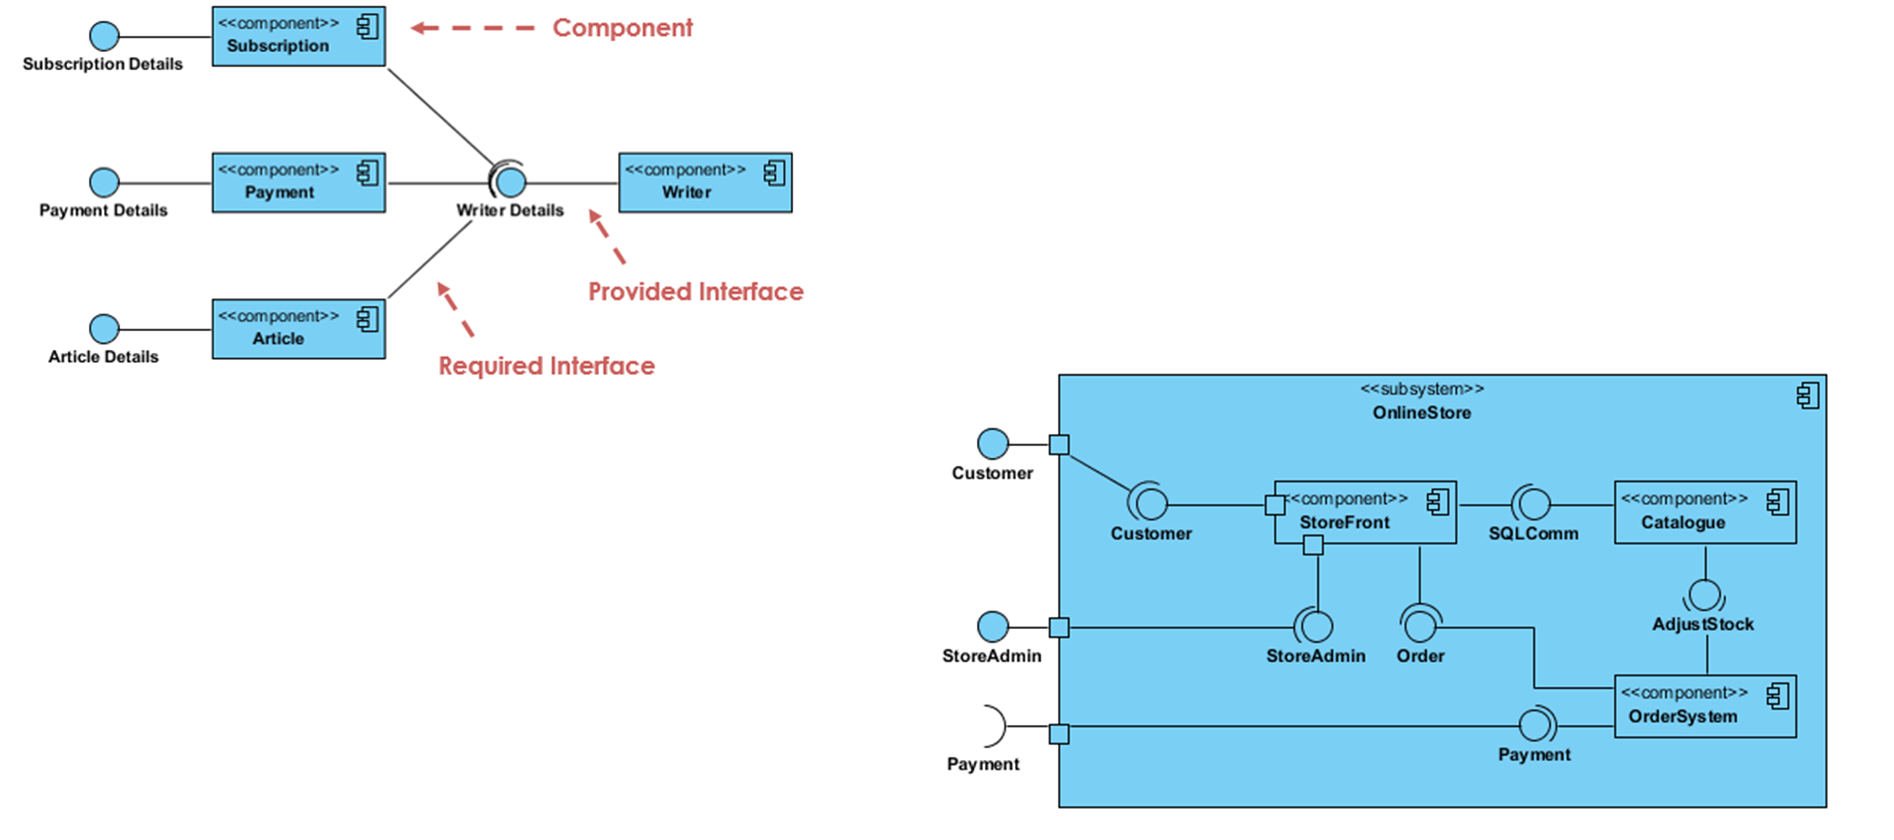 <<component>>
Subscription
Component
Subscription Details
<<component>>
Payment
<<component>>
Writer
Payment Details
Writer Details
Provided Interface
<<component>>
Article
Article Details
Required Interface
<<subsystem>>
OnlineStore
Customer
<<component>>
StoreFront
<<component>>
Catalogue
Customer
SQLComm
AdjustStock
StoreAdmin
StoreAdmin
Order
<<component>>
OrderSystem
Payment
Payment